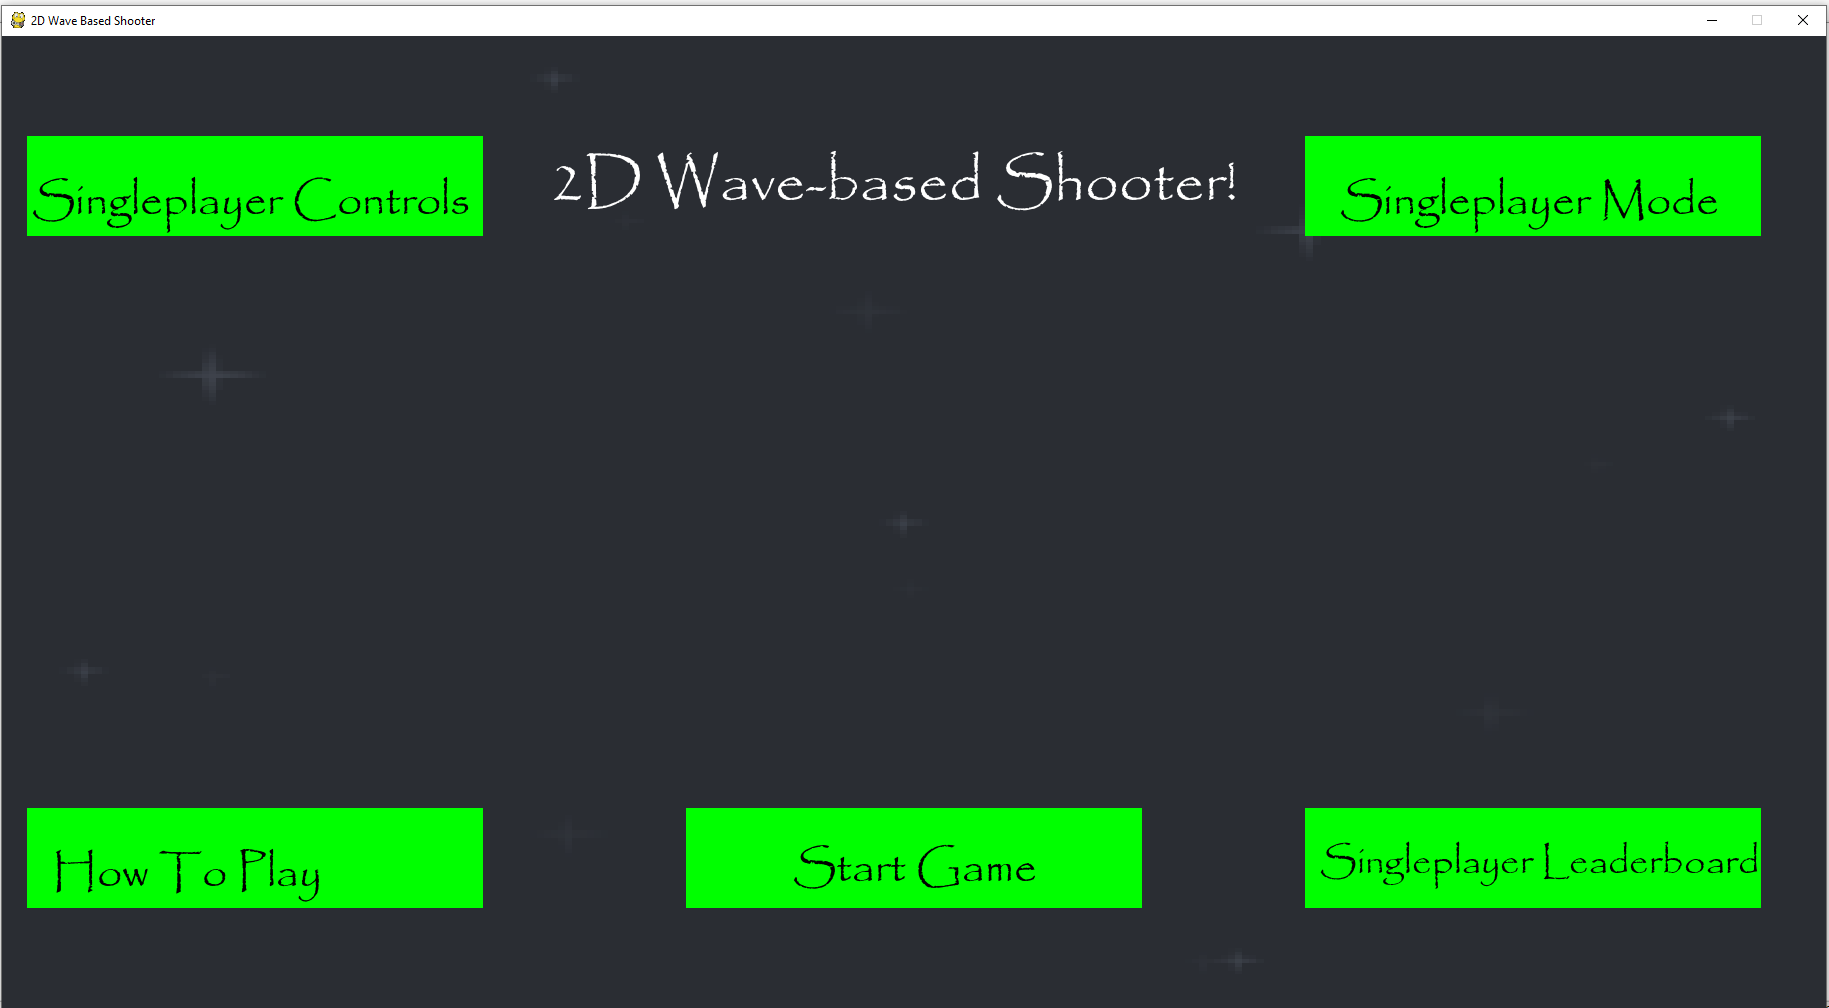 2D Wave Based Shooter
Singleplayer Controls
2D Wave-based Shooter!
Singleplayer Mode
How To Play
Start Game
Singleplayer Leaderboard